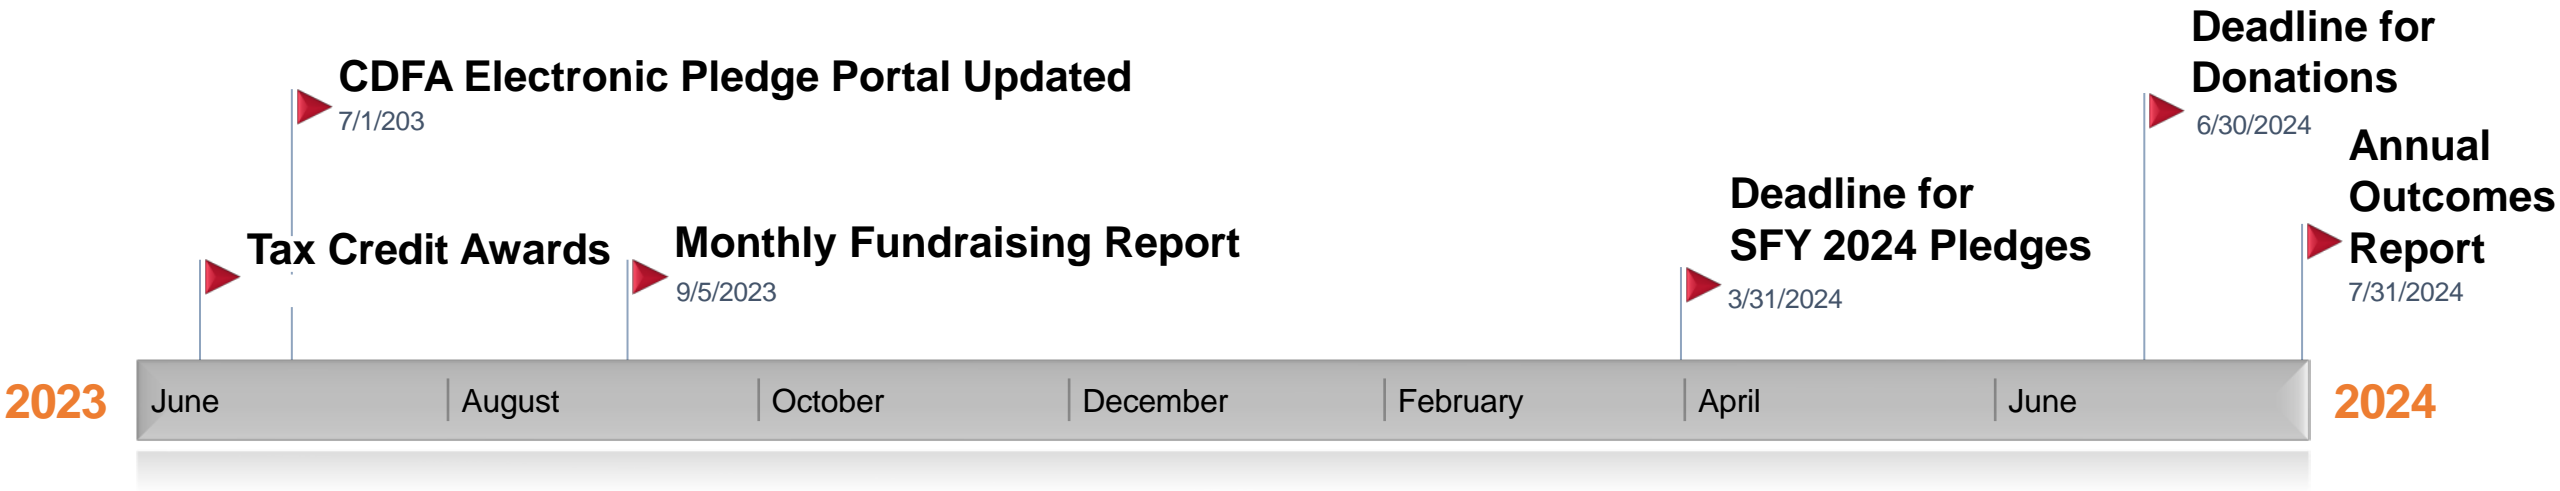 CDFA Electronic Pledge Portal Updated
7/1/203
Tax Credit Awards
Monthly Fundraising Report
9/5/2023
Deadline for
SFY 2024 Pledges
3/31/2024
Deadline for
Donations
6/30/2024
Annual
Outcomes
Report
7/31/2024
2023
June
August
October
December
February
April
June
2024